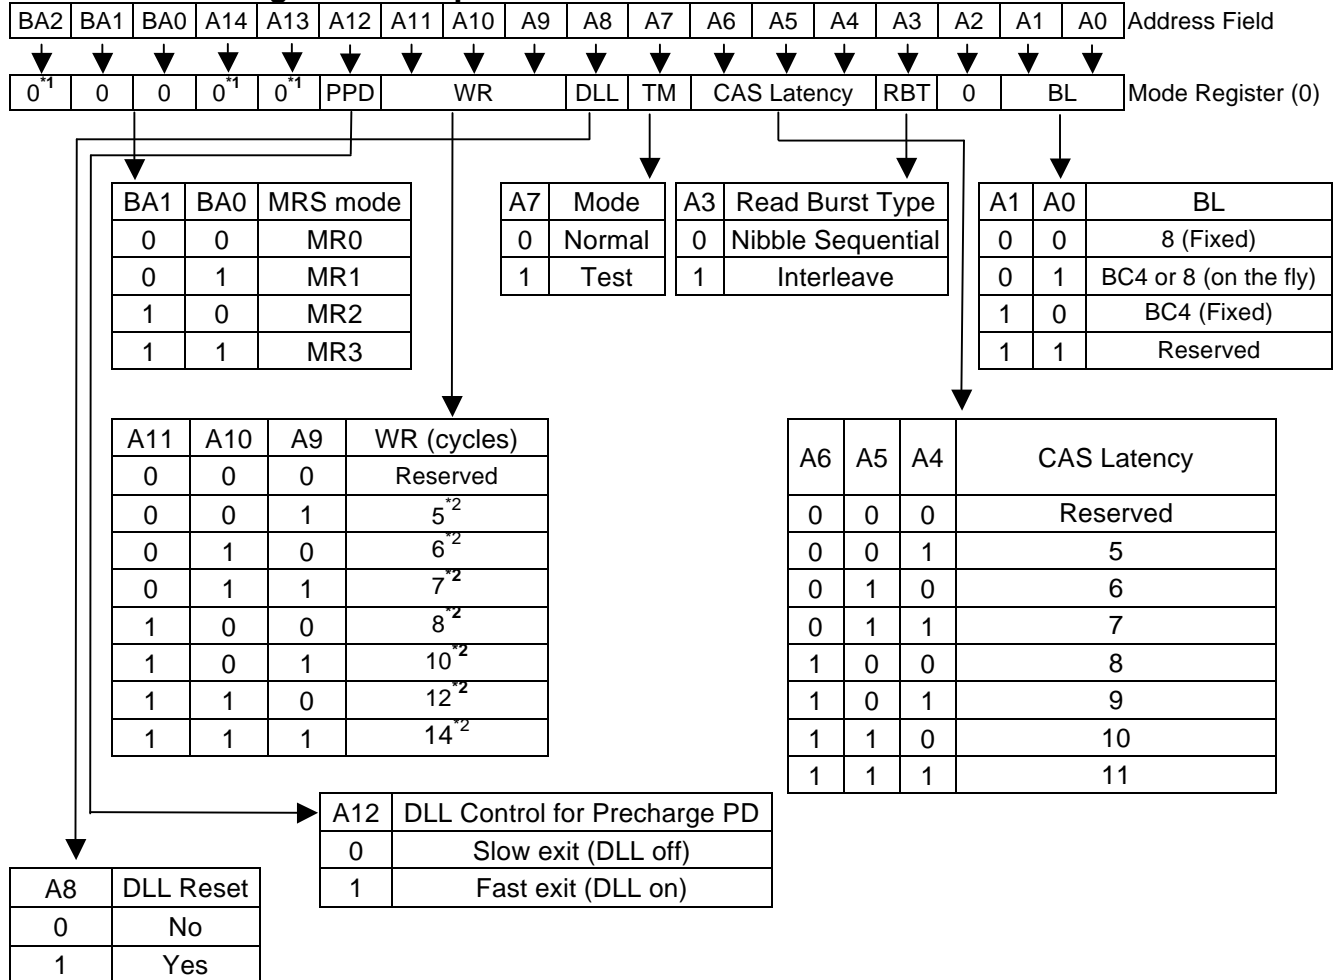 BA2 BA1 BA0 A14 A13 A12 A11 A10 A9 A8 A7 A6 A5 A4 A3 A2 A1 A0 Address Field
0*1 0 0 0*1 0*1 PPD WR DLL TM CAS Latency RBT 0 BL Mode Register (0)
BA1 BA0 MRS mode
0 0 MR0
0 1 MR1
1 0 MR2
1 1 MR3
A7 Mode
0 Normal
1 Test
A3 Read Burst Type
0 Nibble Sequential
1 Interleave
A1 A0 BL
0 0 8 (Fixed)
0 1 BC4 or 8 (on the fly)
1 0 BC4 (Fixed)
1 1 Reserved
A11 A10 A9 WR (cycles)
0 0 0 Reserved
0 0 1 5*2
0 1 0 6*2
0 1 1 7*2
1 0 0 8*2
1 0 1 10*2
1 1 0 12*2
1 1 1 14*2
A6 A5 A4 CAS Latency
0 0 0 Reserved
0 0 1 5
0 1 0 6
0 1 1 7
1 0 0 8
1 0 1 9
1 1 0 10
1 1 1 11
A12 DLL Control for Precharge PD
0 Slow exit (DLL off)
1 Fast exit (DLL on)
A8 DLL Reset
0 No
1 Yes